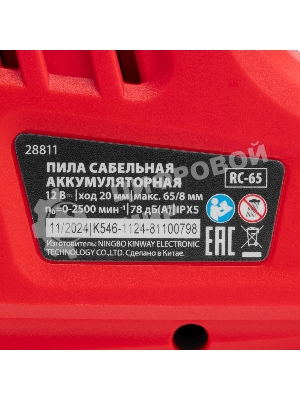 28811
ПИЛА САБЕЛЬНАЯ
АККУМУЛЯТОРНАЯ
RC-65
12 В⎓|ход 20 мм|макс. 65/8 мм
n₀=0-2500 мин⁻¹|78 дБ(А)|IPX5
11/2024|K546-1124-81100798
Изготовитель: NINGBO KINWAY ELECTRONIC
TECHNOLOGY CO.,LTD. Сделано в Китае.
EAC